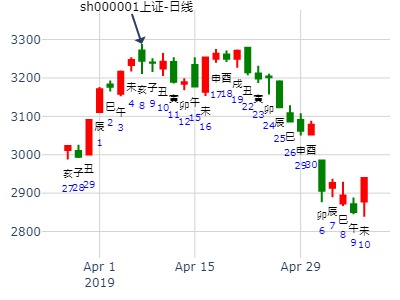 sh000001上证-日线
3300
3200
3100
3000
2900
2800
亥
27
子
28
丑
29
辰
1
巳
2
午
3
未
4
亥
8
子
9
丑
10
寅
11
卯
12
午
15
未
16
申
17
酉
18
戌
19
丑
22
寅
23
卯
24
辰
25
巳
26
申
29
酉
30
卯
6
辰
7
巳
8
午
9
未
10
Apr 1
2019
Apr 15
Apr 29